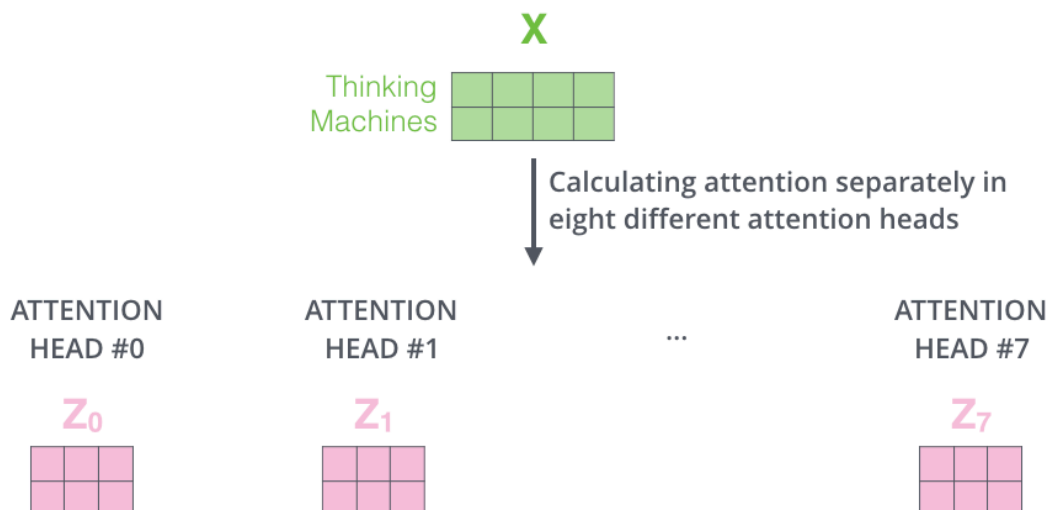 X
Thinking
Machines
Calculating attention separately in
eight different attention heads
ATTENTION
HEAD #0
ATTENTION
HEAD #1
...
ATTENTION
HEAD #7
Z₀
Z₁
Z₇